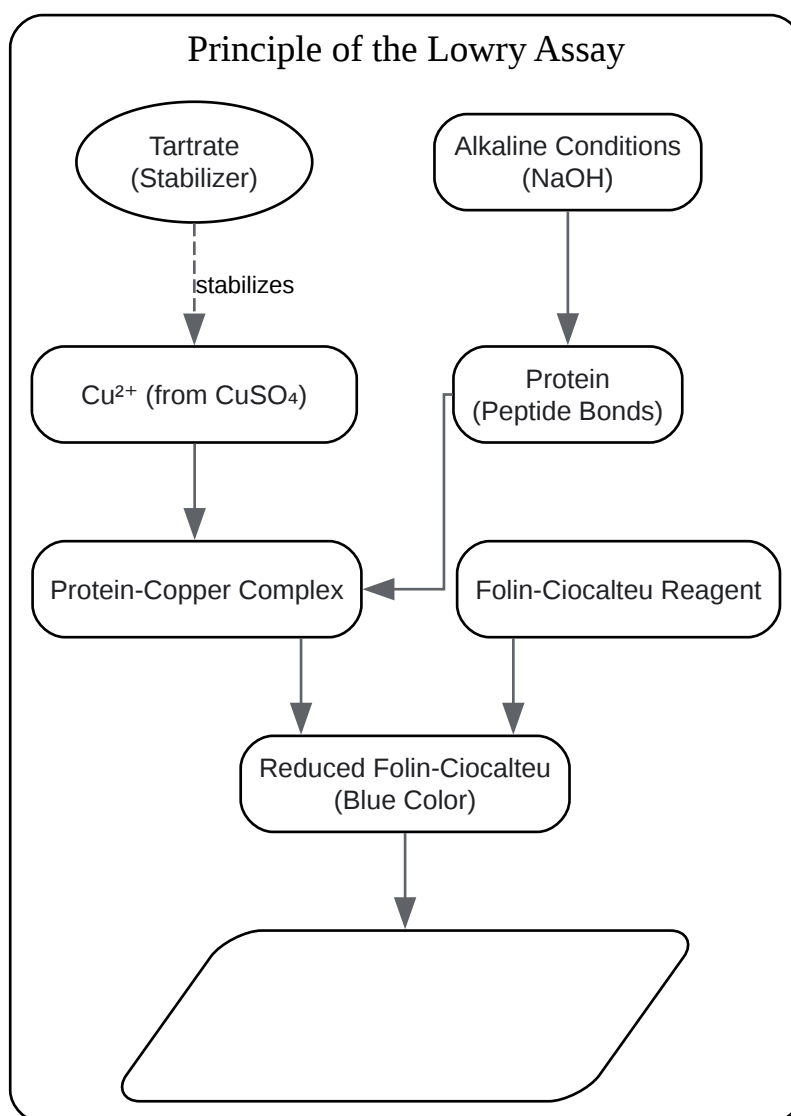 Principle of the Lowry Assay
Tartrate
(Stabilizer)
Alkaline Conditions
(NaOH)
stabilizes
Cu²⁺ (from CuSO₄)
Protein
(Peptide Bonds)
Protein-Copper Complex
Folin-Ciocalteu Reagent
Reduced Folin-Ciocalteu
(Blue Color)